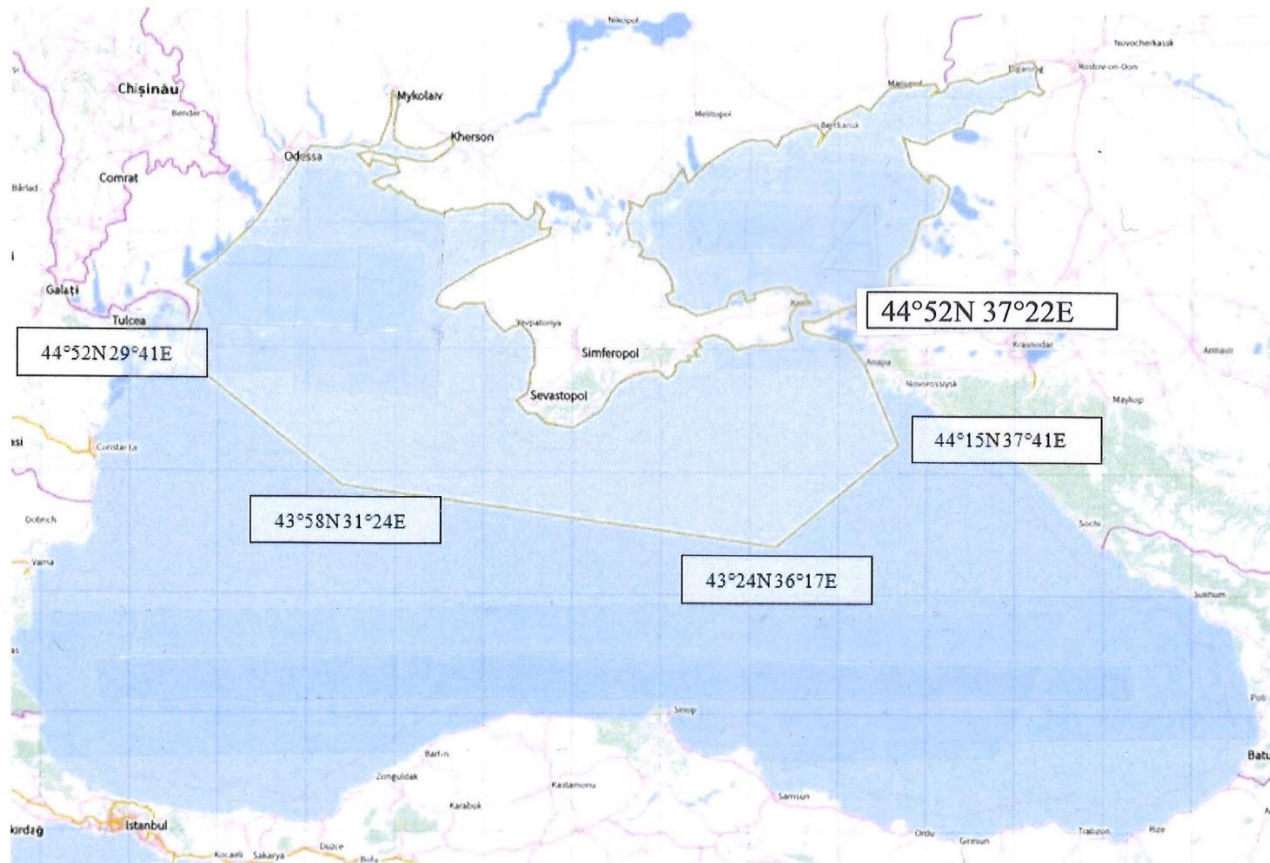 Nikopol
Novocherkassk
Rostov-on-Don
Taganrog
Mariupol
Chișinău
Mykolaiv
Bender
Melitopol
Berdiansk
Kherson
Odessa
Comrat
Bârlad
Galați
Tulcea
Kerch
44°52N 37°22E
Yevpatoriya
Simferopol
44°52N29°41E
Krasnodar
Armavir
Anapa
Novorossiysk
Sevastopol
Maykop
44°15N37°41E
Constanța
43°58N31°24E
Dobrich
Sochi
Varna
43°24N36°17E
Sukhum
Poti
Sinop
Bartın
Batu
Zonguldak
Kastamonu
Karabük
Samsun
Istanbul
kirdağ
Ordu
Giresun
Trabzon
Rize
Düzce
Kocaeli
Sakarya
Bolu